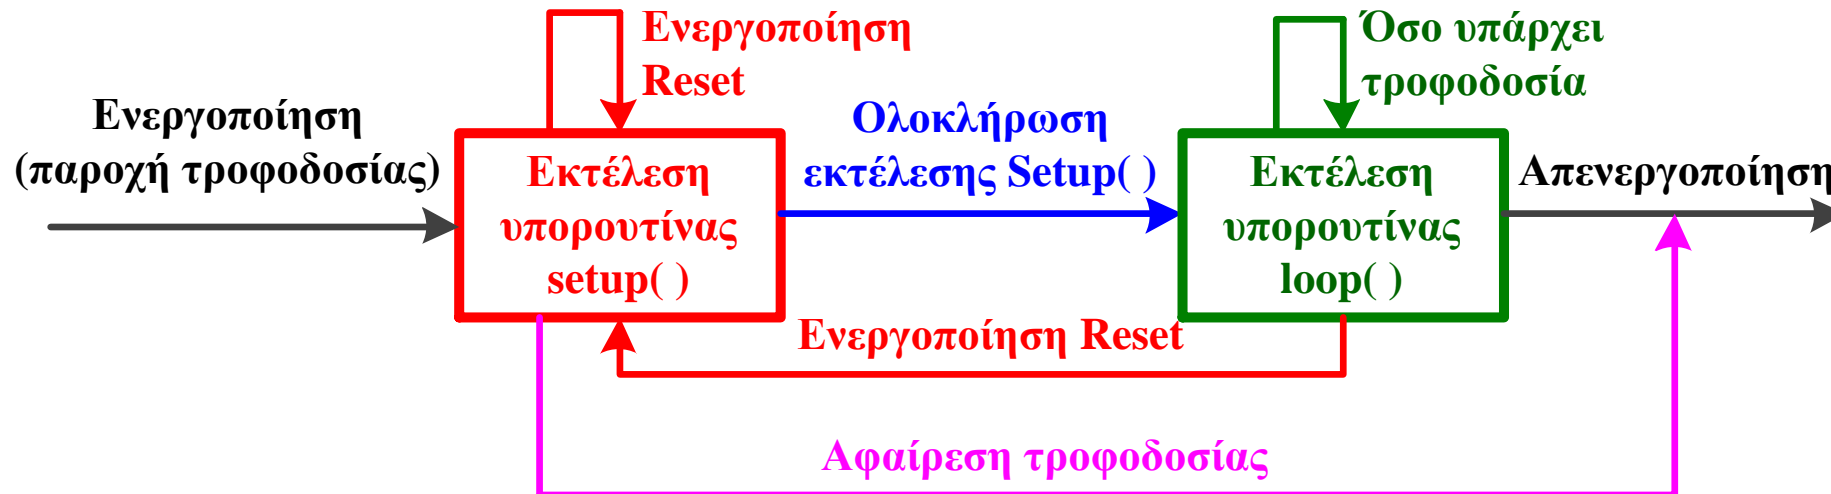 Ενεργοποίηση
Reset
Όσο υπάρχει
τροφοδοσία
Ενεργοποίηση
(παροχή τροφοδοσίας)
Ολοκλήρωση
εκτέλεσης Setup( )
Απενεργοποίηση
Εκτέλεση
υπορουτίνας
setup( )
Εκτέλεση
υπορουτίνας
loop( )
Ενεργοποίηση Reset
Αφαίρεση τροφοδοσίας